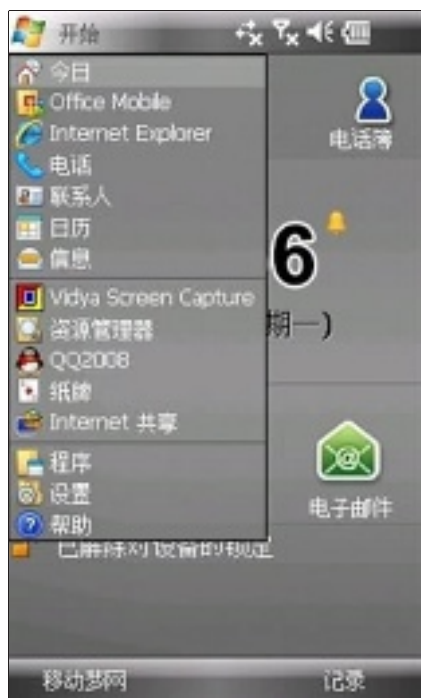 开始
今日
Office Mobile
Internet Explorer
电话
联系人
日历
信息
Vidya Screen Capture
资源管理器
QQ2008
纸牌
Internet 共享
程序
设置
帮助
电话簿
6
期一)
电子邮件
已解除对设备的锁定
移动梦网
记录